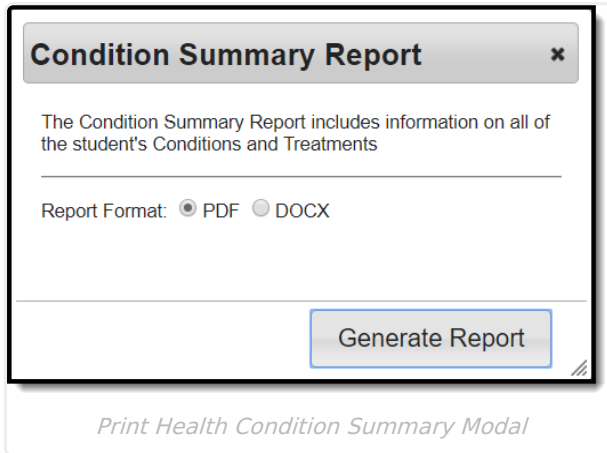 Condition Summary Report ×
The Condition Summary Report includes information on all of
the student's Conditions and Treatments
Report Format: PDF DOCX
Generate Report
Print Health Condition Summary Modal